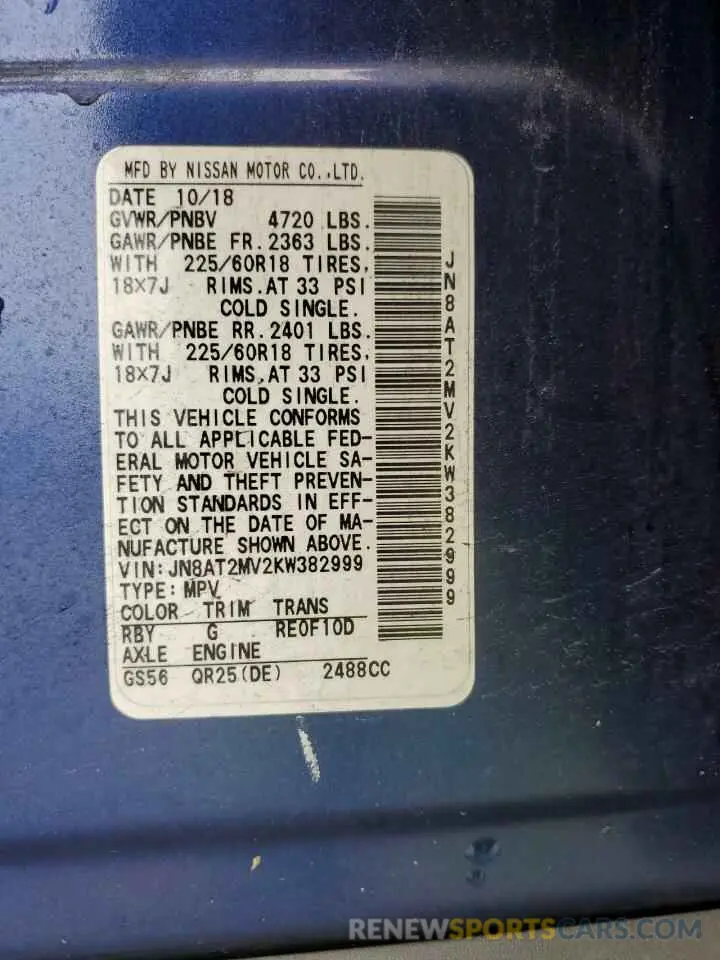 MFD BY NISSAN MOTOR CO.,LTD.
DATE 10/18
GVWR/PNBV 4720 LBS.
GAWR/PNBE FR. 2363 LBS.
WITH 225/60R18 TIRES,
18X7J RIMS.AT 33 PSI
COLD SINGLE.
GAWR/PNBE RR. 2401 LBS.
WITH 225/60R18 TIRES,
18X7J RIMS,AT 33 PSI
COLD SINGLE.
THIS VEHICLE CONFORMS
TO ALL APPLICABLE FED-
ERAL MOTOR VEHICLE SA-
FETY AND THEFT PREVEN-
TION STANDARDS IN EFF-
ECT ON THE DATE OF MA-
NUFACTURE SHOWN ABOVE.
VIN:JN8AT2MV2KW382999
TYPE:MPV
COLOR TRIM TRANS
RBY G RE0F10D
AXLE ENGINE
GS56 QR25(DE) 2488CC
JN8AT2MV2KW382999
RENEWSPORTSCARS.COM